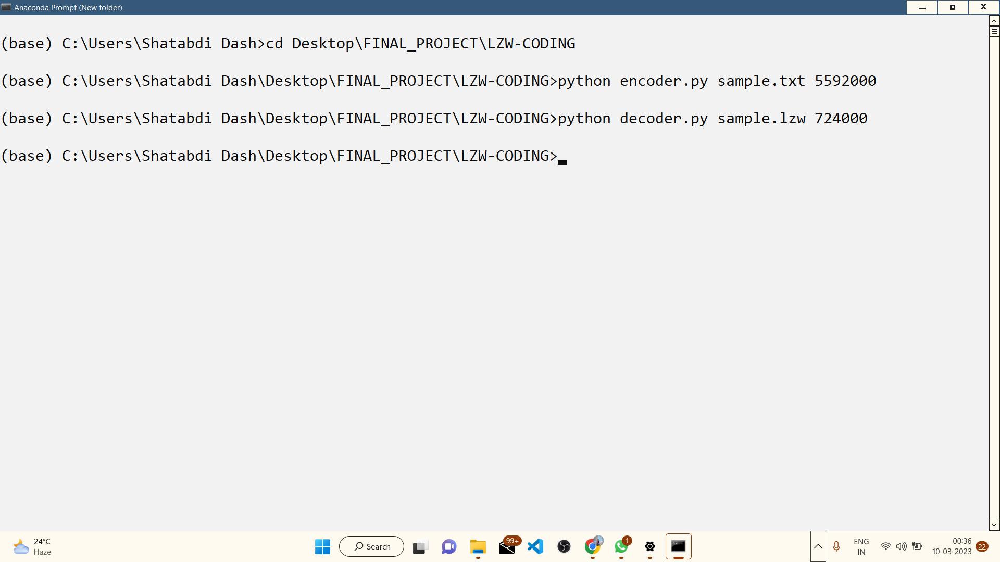 Anaconda Prompt (New folder)
(base) C:\Users\Shatabdi Dash>cd Desktop\FINAL_PROJECT\LZW-CODING
(base) C:\Users\Shatabdi Dash\Desktop\FINAL_PROJECT\LZW-CODING>python encoder.py sample.txt 5592000
(base) C:\Users\Shatabdi Dash\Desktop\FINAL_PROJECT\LZW-CODING>python decoder.py sample.lzw 724000
(base) C:\Users\Shatabdi Dash\Desktop\FINAL_PROJECT\LZW-CODING>
24°C
Haze
Search
99+
1
ENG
IN
00:36
10-03-2023
22